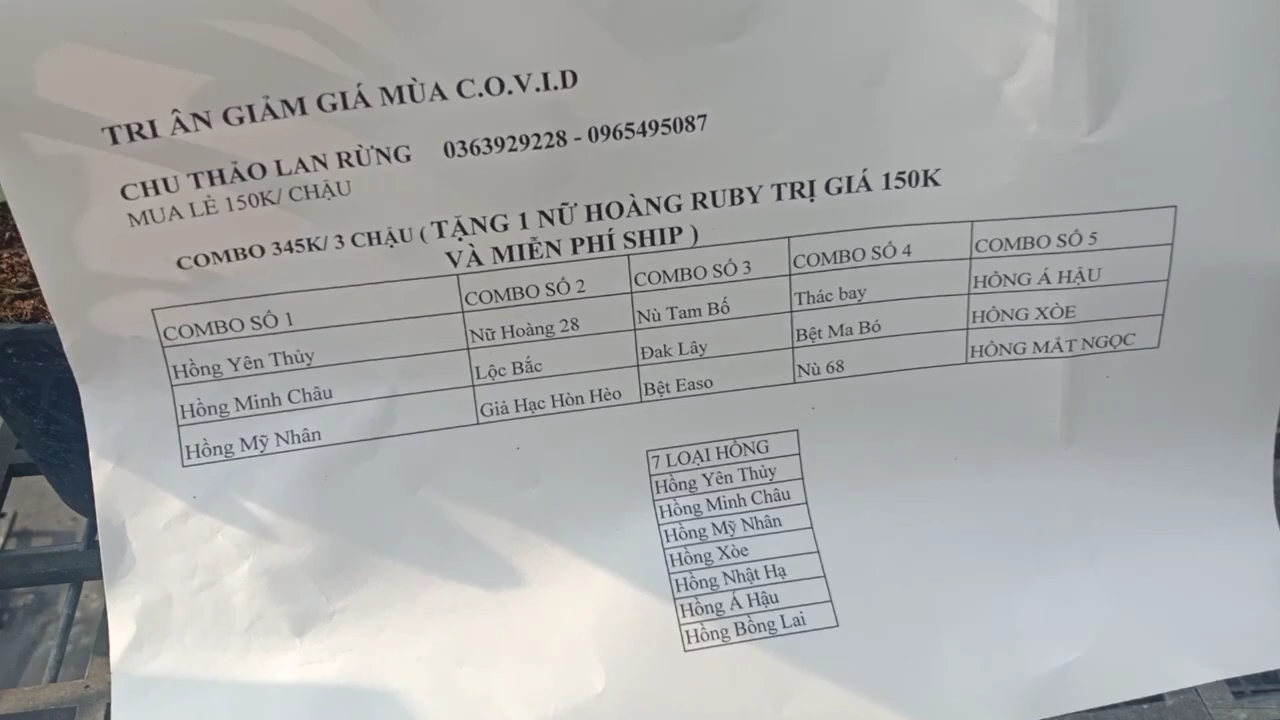 TRI ÂN GIẢM GIÁ MÙA C.O.V.I.D
CHU THẢO LAN RỪNG 0363929228 - 0965495087
MUA LẺ 150K/ CHẬU
COMBO 345K/ 3 CHẬU ( TẶNG 1 NỮ HOÀNG RUBY TRỊ GIÁ 150K
VÀ MIỄN PHÍ SHIP )
COMBO SỐ 1 COMBO SỐ 2 COMBO SỐ 3 COMBO SỐ 4 COMBO SỐ 5
Hồng Yên Thủy Nữ Hoàng 28 Nù Tam Bố Thác bay HỒNG Á HẬU
Hồng Minh Châu Lộc Bắc Đak Lây Bệt Ma Bó HỒNG XÒE
Hồng Mỹ Nhân Giả Hạc Hòn Hèo Bệt Easo Nù 68 HỒNG MẮT NGỌC
7 LOẠI HỒNG
Hồng Yên Thủy
Hồng Minh Châu
Hồng Mỹ Nhân
Hồng Xòe
Hồng Nhật Hạ
Hồng Á Hậu
Hồng Bồng Lai